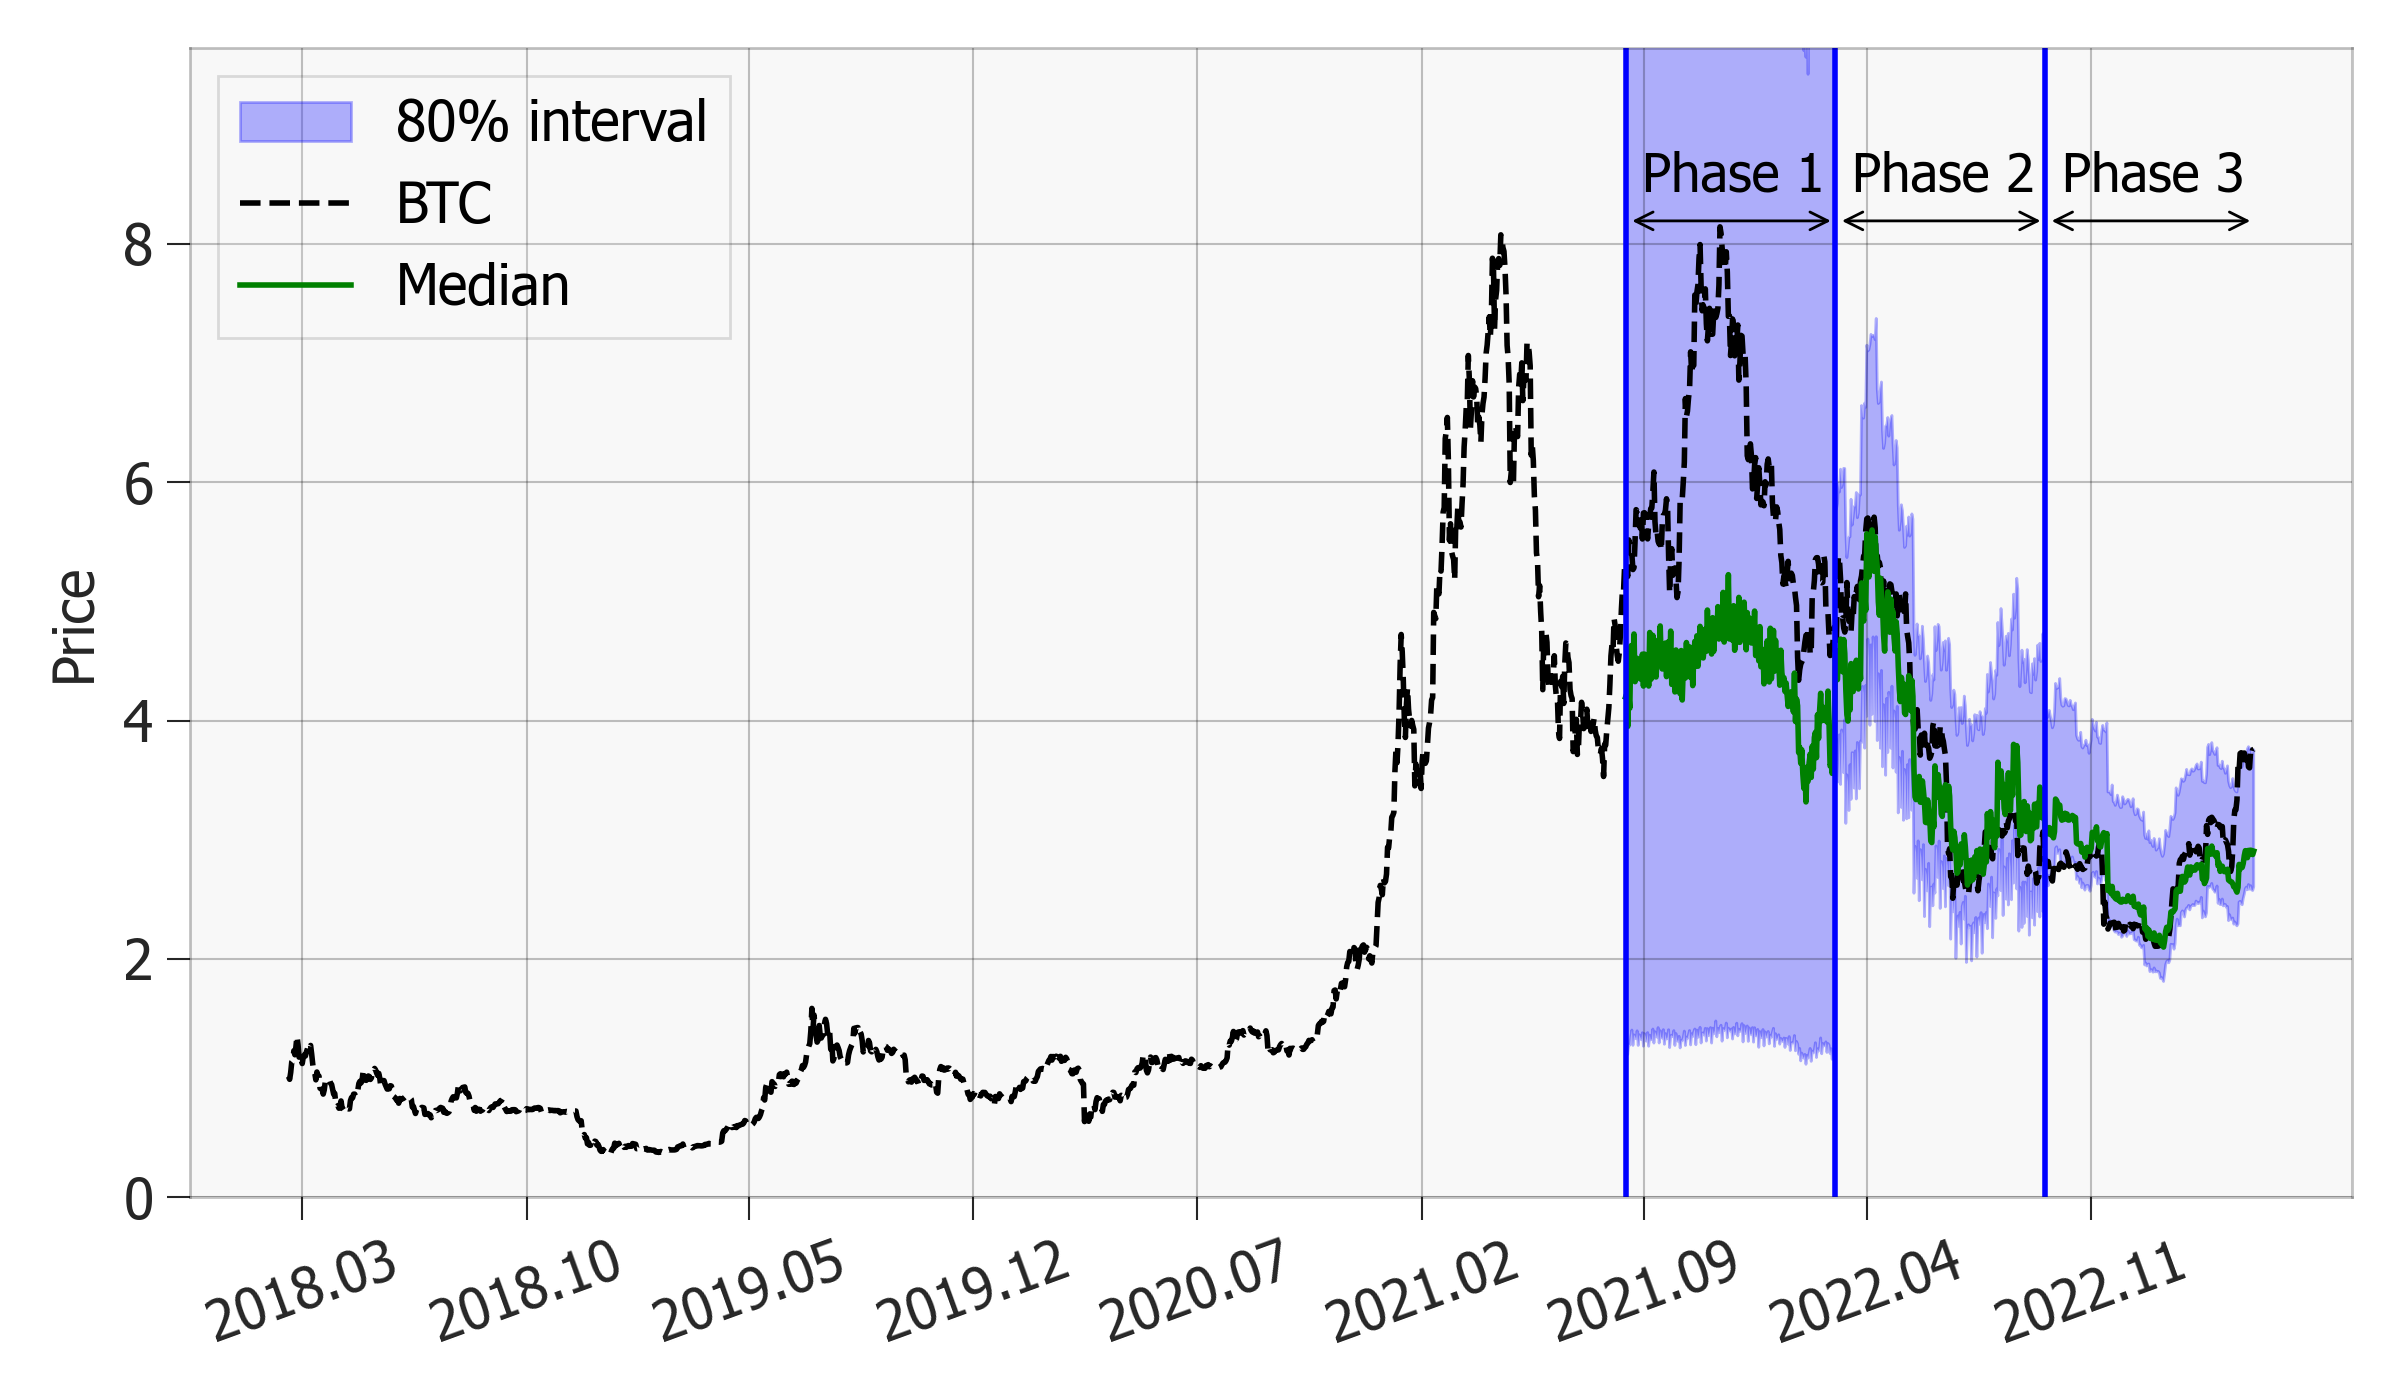 80% interval
BTC
Median
Phase 1
Phase 2
Phase 3
8
6
4
2
0
Price
2018.03
2018.10
2019.05
2019.12
2020.07
2021.02
2021.09
2022.04
2022.11